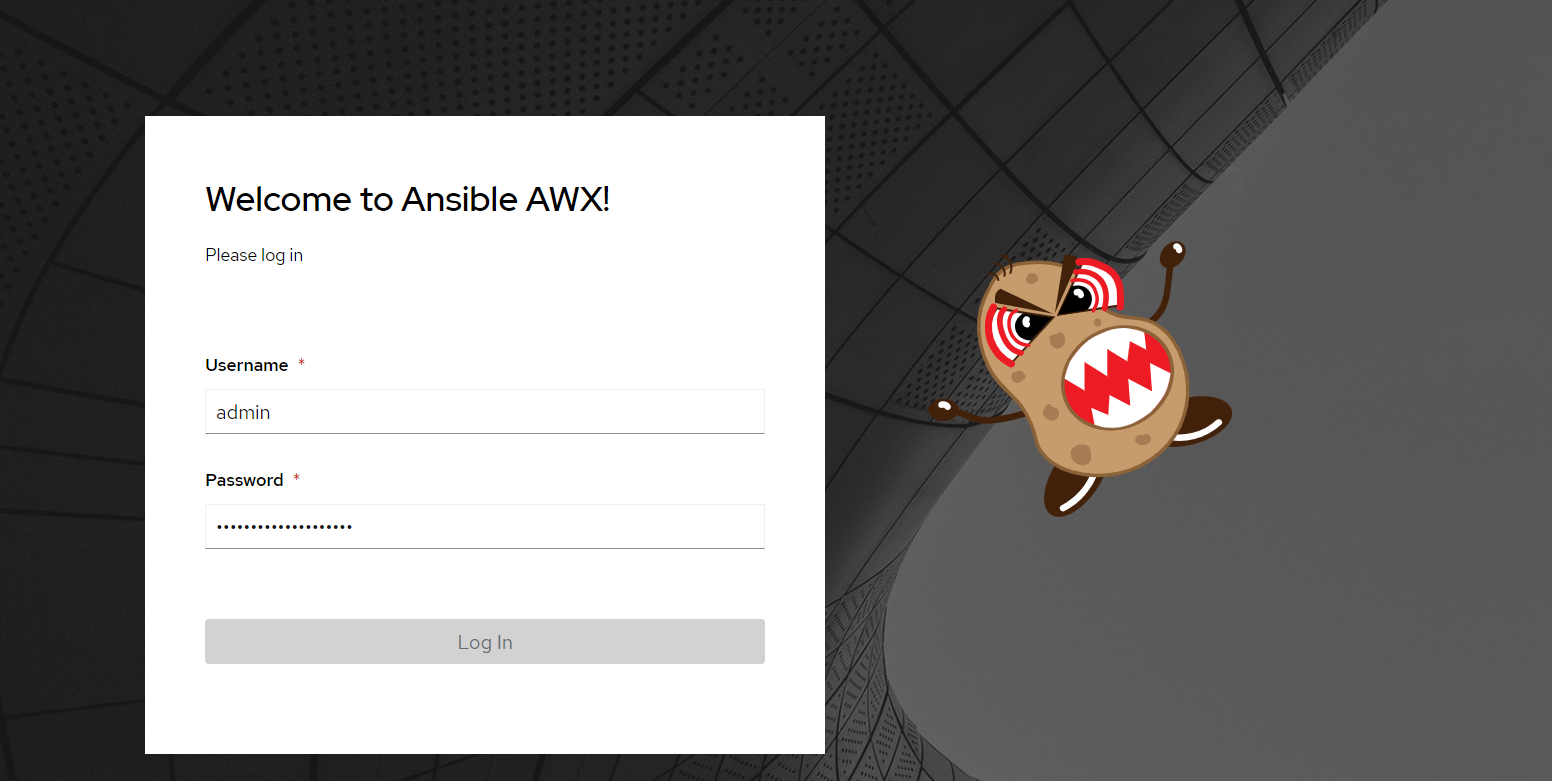 Welcome to Ansible AWX!
Please log in
Username *
admin
Password *
••••••••••••••••••••
Log In